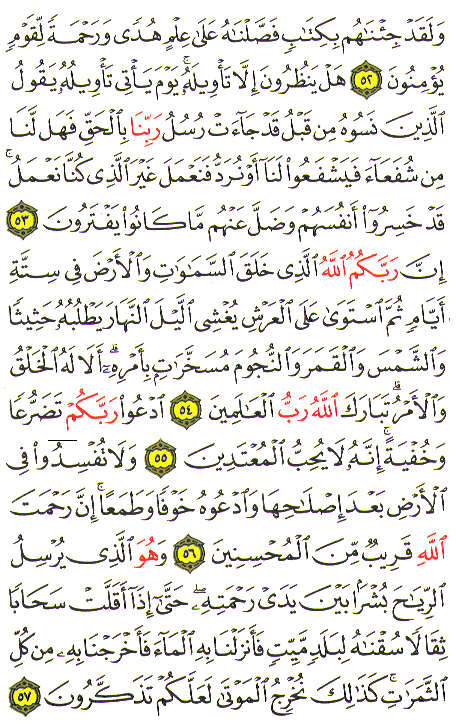 وَلَقَدْ جِئْنَٰهُم بِكِتَٰبٍ فَصَّلْنَٰهُ عَلَىٰ عِلْمٍ هُدًى وَرَحْمَةً لِّقَوْمٍ
يُؤْمِنُونَ ٥٢ هَلْ يَنظُرُونَ إِلَّا تَأْوِيلَهُۥ ۚ يَوْمَ يَأْتِى تَأْوِيلُهُۥ يَقُولُ
ٱلَّذِينَ نَسُوهُ مِن قَبْلُ قَدْ جَآءَتْ رُسُلُ رَبِّنَا بِٱلْحَقِّ فَهَل لَّنَا
مِن شُفَعَآءَ فَيَشْفَعُوا۟ لَنَآ أَوْ نُرَدُّ فَنَعْمَلَ غَيْرَ ٱلَّذِى كُنَّا نَعْمَلُ ۚ
قَدْ خَسِرُوٓا۟ أَنفُسَهُمْ وَضَلَّ عَنْهُم مَّا كَانُوا۟ يَفْتَرُونَ ٥٣
إِنَّ رَبَّكُمُ ٱللَّهُ ٱلَّذِى خَلَقَ ٱلسَّمَٰوَٰتِ وَٱلْأَرْضَ فِى سِتَّةِ
أَيَّامٍ ثُمَّ ٱسْتَوَىٰ عَلَى ٱلْعَرْشِ يُغْشِى ٱلَّيْلَ ٱلنَّهَارَ يَطْلُبُهُۥ حَثِيثًا
وَٱلشَّمْسَ وَٱلْقَمَرَ وَٱلنُّجُومَ مُسَخَّرَٰتٍۭ بِأَمْرِهِۦٓ ۗ أَلَا لَهُ ٱلْخَلْقُ
وَٱلْأَمْرُ ۗ تَبَارَكَ ٱللَّهُ رَبُّ ٱلْعَٰلَمِينَ ٥٤ ٱدْعُوا۟ رَبَّكُمْ تَضَرُّعًا
وَخُفْيَةً ۚ إِنَّهُۥ لَا يُحِبُّ ٱلْمُعْتَدِينَ ٥٥ وَلَا تُفْسِدُوا۟ فِى
ٱلْأَرْضِ بَعْدَ إِصْلَٰحِهَا وَٱدْعُوهُ خَوْفًا وَطَمَعًا ۚ إِنَّ رَحْمَتَ
ٱللَّهِ قَرِيبٌ مِّنَ ٱلْمُحْسِنِينَ ٥٦ وَهُوَ ٱلَّذِى يُرْسِلُ
ٱلرِّيَٰحَ بُشْرًۢا بَيْنَ يَدَىْ رَحْمَتِهِۦ ۖ حَتَّىٰٓ إِذَآ أَقَلَّتْ سَحَابًا
ثِقَالًا سُقْنَٰهُ لِبَلَدٍ مَّيِّتٍ فَأَنزَلْنَا بِهِ ٱلْمَآءَ فَأَخْرَجْنَا بِهِۦ مِن كُلِّ
ٱلثَّمَرَٰتِ ۚ كَذَٰلِكَ نُخْرِجُ ٱلْمَوْتَىٰ لَعَلَّكُمْ تَذَكَّرُونَ ٥٧